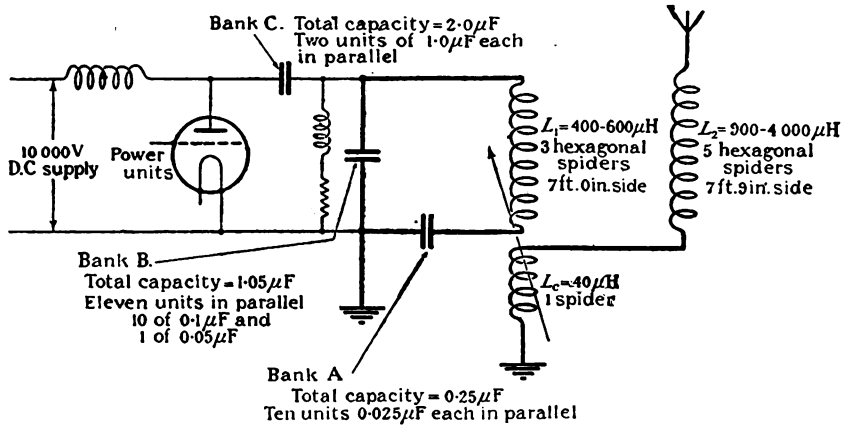 Bank C. Total capacity = 2·0μF
Two units of 1·0μF each
in parallel
10 000V
D.C supply
Power
units
L₁=400-600μH
3 hexagonal
spiders
7ft.0in. side
L₂=900-4 000μH
5 hexagonal
spiders
7ft.9in. side
Bank B.
Total capacity=1·05μF
Eleven units in parallel
10 of 0·1μF and
1 of 0·05μF
Lc=40μH
1 spider
Bank A
Total capacity = 0·25μF
Ten units 0·025μF each in parallel